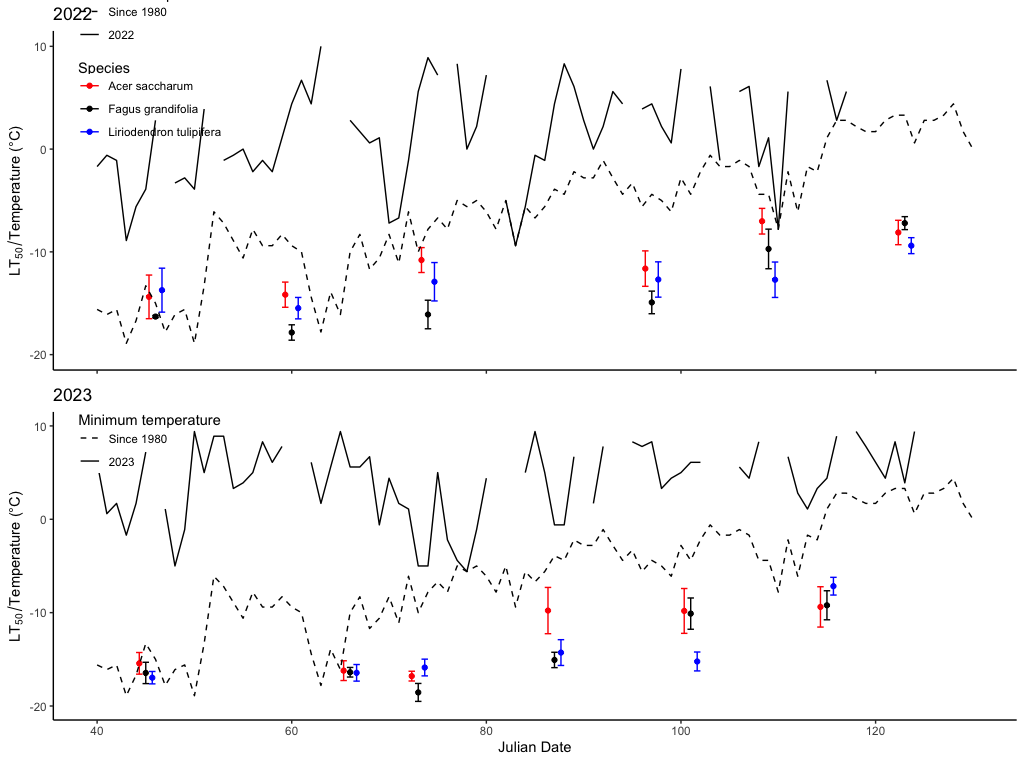 2022
Since 1980
2022
Species
Acer saccharum
Fagus grandifolia
Liriodendron tulipifera
10
0
-10
-20
LT50/Temperature (°C)
2023
Minimum temperature
Since 1980
2023
10
0
-10
-20
LT50/Temperature (°C)
40
60
80
100
120
Julian Date